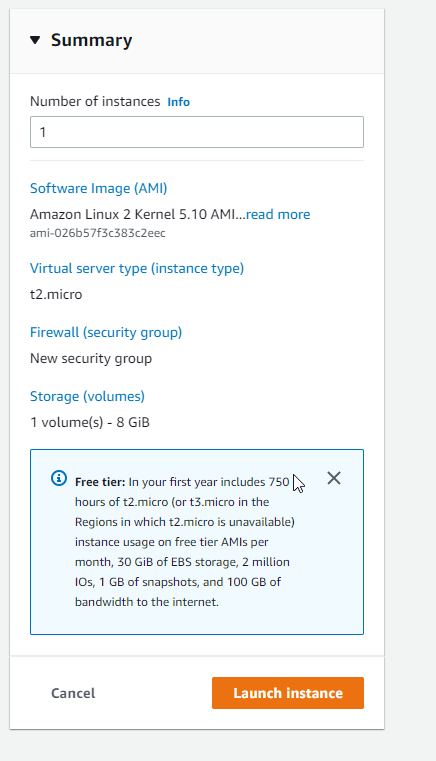 Summary
Number of instances Info
1
Software Image (AMI)
Amazon Linux 2 Kernel 5.10 AMI...read more
ami-026b57f3c383c2eec
Virtual server type (instance type)
t2.micro
Firewall (security group)
New security group
Storage (volumes)
1 volume(s) - 8 GiB
Free tier: In your first year includes 750
hours of t2.micro (or t3.micro in the
Regions in which t2.micro is unavailable)
instance usage on free tier AMIs per
month, 30 GiB of EBS storage, 2 million
IOs, 1 GB of snapshots, and 100 GB of
bandwidth to the internet.
Cancel
Launch instance